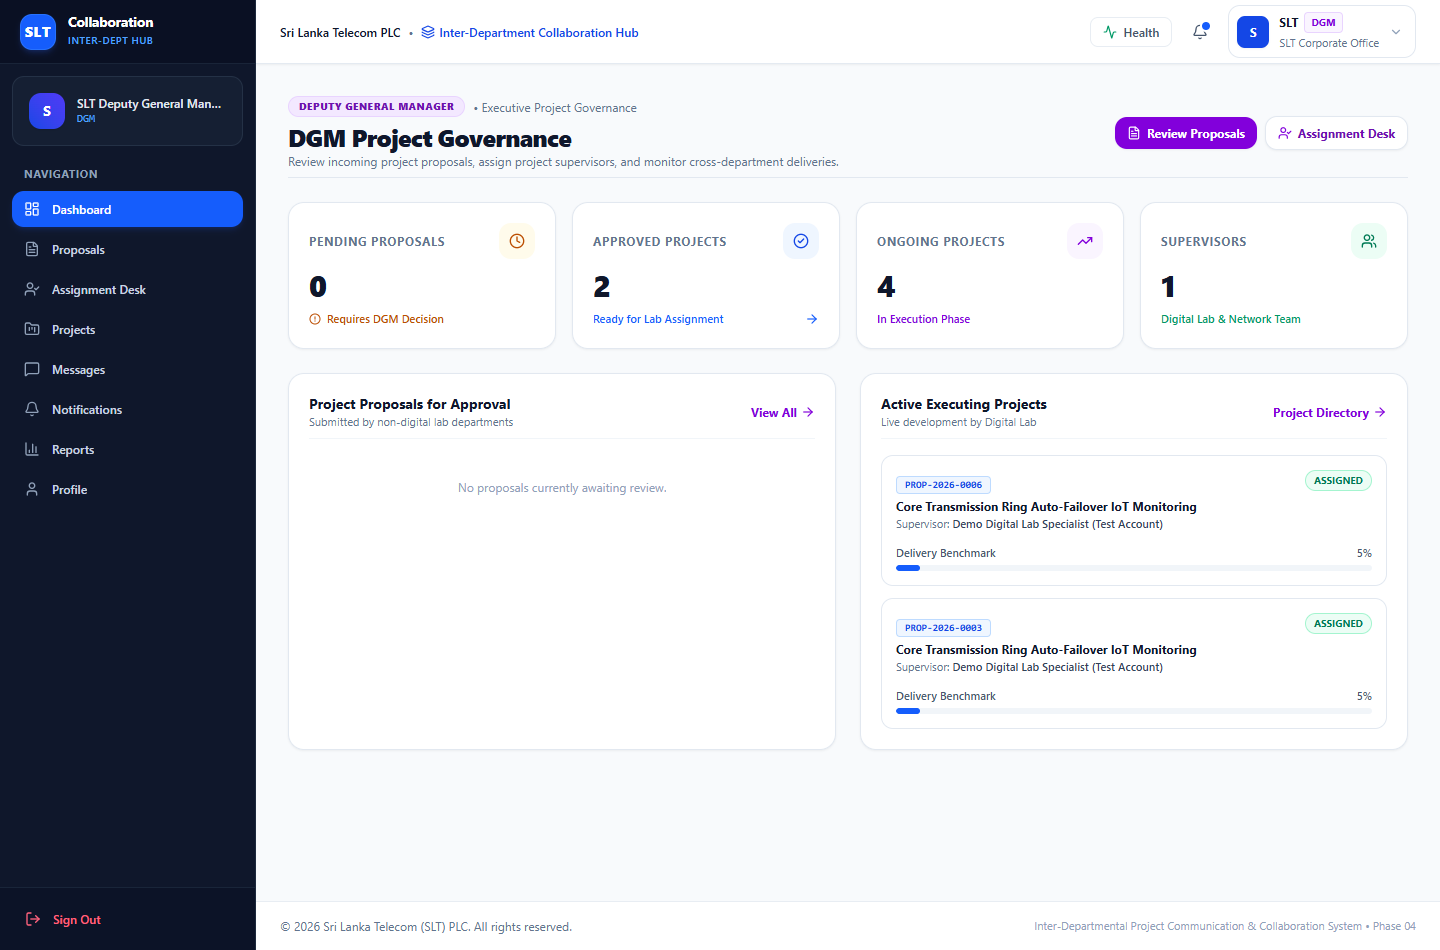 SLT
Collaboration
INTER-DEPT HUB
S
SLT Deputy General Man...
DGM
NAVIGATION
Dashboard
Proposals
Assignment Desk
Projects
Messages
Notifications
Reports
Profile
Sign Out
Sri Lanka Telecom PLC • Inter-Department Collaboration Hub
Health
S
SLT DGM
SLT Corporate Office
DEPUTY GENERAL MANAGER • Executive Project Governance
DGM Project Governance
Review incoming project proposals, assign project supervisors, and monitor cross-department deliveries.
Review Proposals
Assignment Desk
PENDING PROPOSALS
0
Requires DGM Decision
APPROVED PROJECTS
2
Ready for Lab Assignment
ONGOING PROJECTS
4
In Execution Phase
SUPERVISORS
1
Digital Lab & Network Team
Project Proposals for Approval
Submitted by non-digital lab departments
View All
No proposals currently awaiting review.
Active Executing Projects
Live development by Digital Lab
Project Directory
PROP-2026-0006
ASSIGNED
Core Transmission Ring Auto-Failover IoT Monitoring
Supervisor: Demo Digital Lab Specialist (Test Account)
Delivery Benchmark 5%
PROP-2026-0003
ASSIGNED
Core Transmission Ring Auto-Failover IoT Monitoring
Supervisor: Demo Digital Lab Specialist (Test Account)
Delivery Benchmark 5%
© 2026 Sri Lanka Telecom (SLT) PLC. All rights reserved.
Inter-Departmental Project Communication & Collaboration System • Phase 04